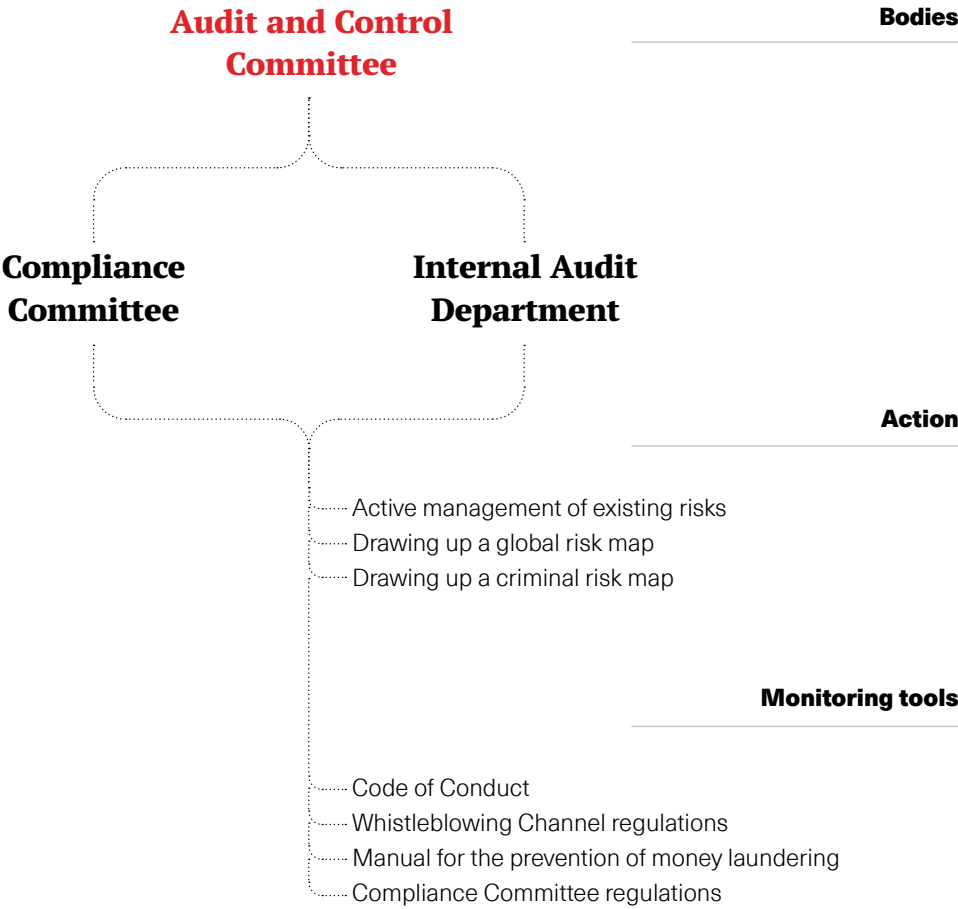 Bodies
Audit and Control
Committee
Compliance
Committee
Internal Audit
Department
Action
Active management of existing risks
Drawing up a global risk map
Drawing up a criminal risk map
Monitoring tools
Code of Conduct
Whistleblowing Channel regulations
Manual for the prevention of money laundering
Compliance Committee regulations